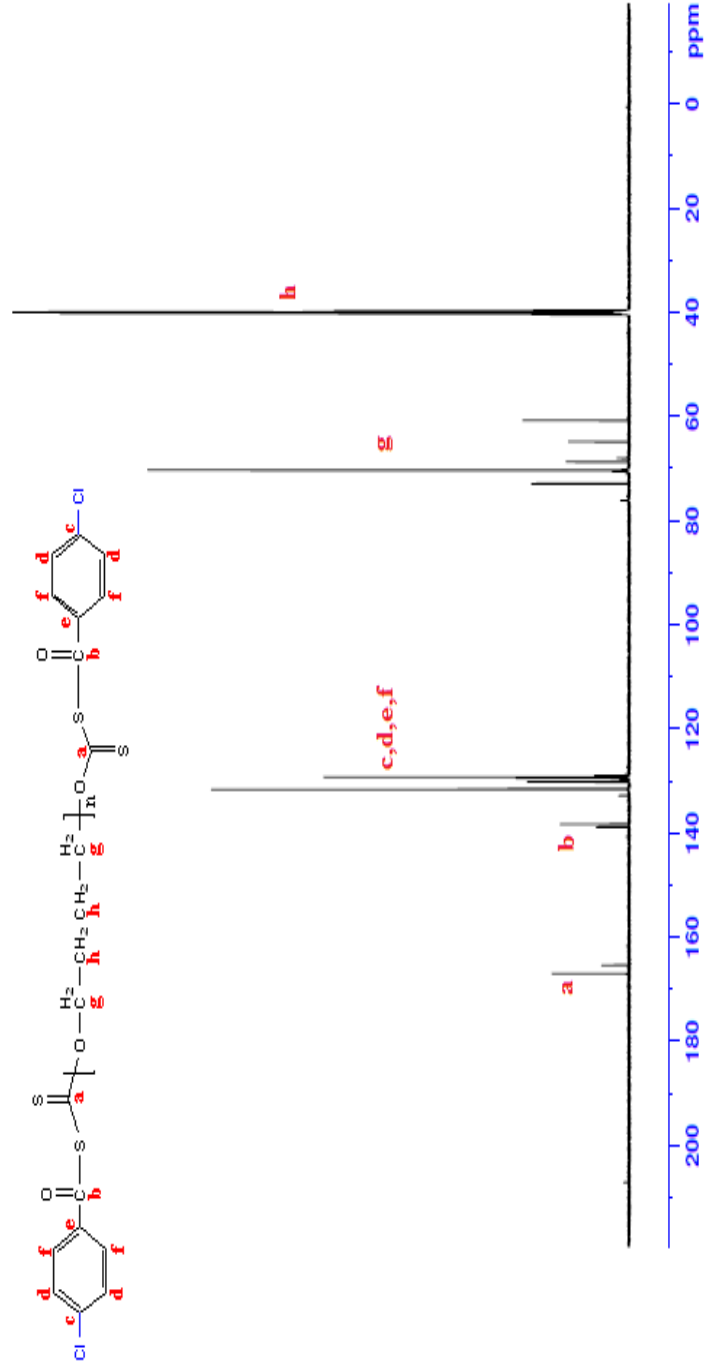 O S O
d f f d
e H2 H2 e
c c
Cl C S a O C CH2 CH2 C O a S C Cl
b g h h g n b
d f f d
S
h
c,d,e,f g
a b
200 180 160 140 120 100 80 60 40 20 0 ppm